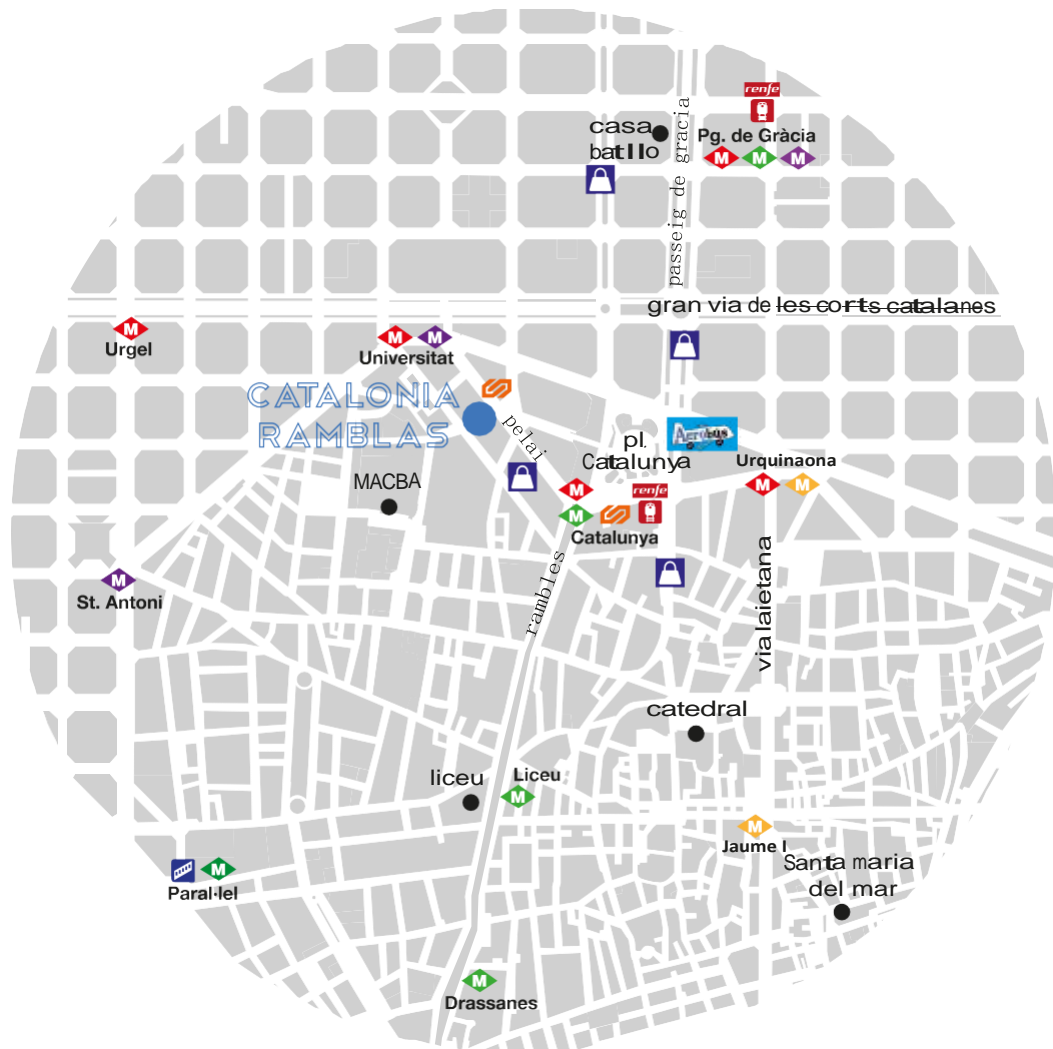 renfe
casa
batllo
Pg. de Gràcia
M M M
passeig de gracia
gran via de les corts catalanes
M
Urgel
M M
Universitat
CATALONIA
RAMBLAS
pelai
pl.
Catalunya
Aerobús
Urquinaona
M M
MACBA
M
renfe
M
Catalunya
rambles
via laietana
M
St. Antoni
catedral
liceu
Liceu
M
M
Jaume I
Santa maria
del mar
M
Paral·lel
M
Drassanes